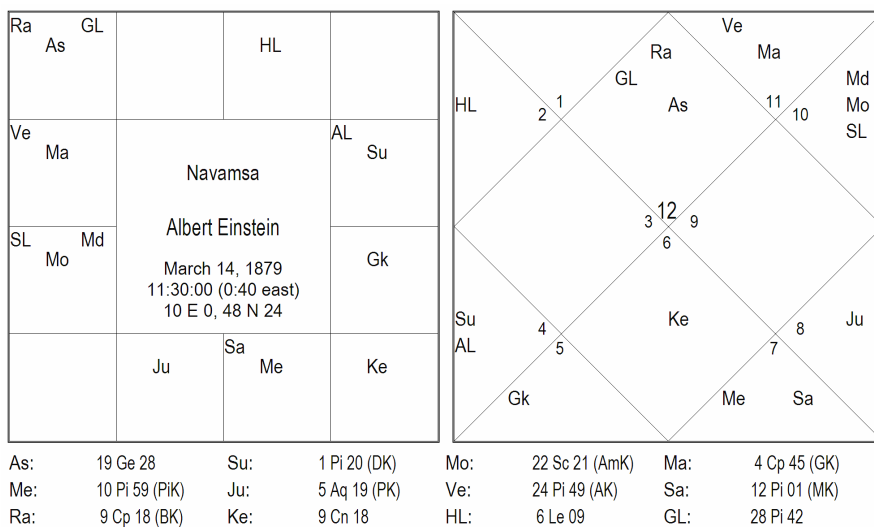 Ra GL
As
HL
Ve
Ma
AL
Su
SL Md
Mo
Gk
Ju
Sa
Me
Ke
Navamsa
Albert Einstein
March 14, 1879
11:30:00 (0:40 east)
10 E 0, 48 N 24
Ve
Ra Ma
GL Md
HL As Mo
SL
1 11
2 10
12
3 9
6
Su Ke Ju
AL
4 8
5 7
Gk Me Sa
As: 19 Ge 28 Su: 1 Pi 20 (DK) Mo: 22 Sc 21 (AmK) Ma: 4 Cp 45 (GK)
Me: 10 Pi 59 (PiK) Ju: 5 Aq 19 (PK) Ve: 24 Pi 49 (AK) Sa: 12 Pi 01 (MK)
Ra: 9 Cp 18 (BK) Ke: 9 Cn 18 HL: 6 Le 09 GL: 28 Pi 42